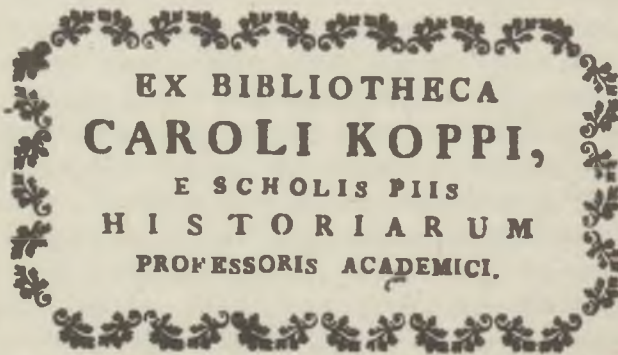 EX BIBLIOTHECA
CAROLI KOPPI,
E SCHOLIS PIIS
HISTORIARUM
PROFESSORIS ACADEMICI.